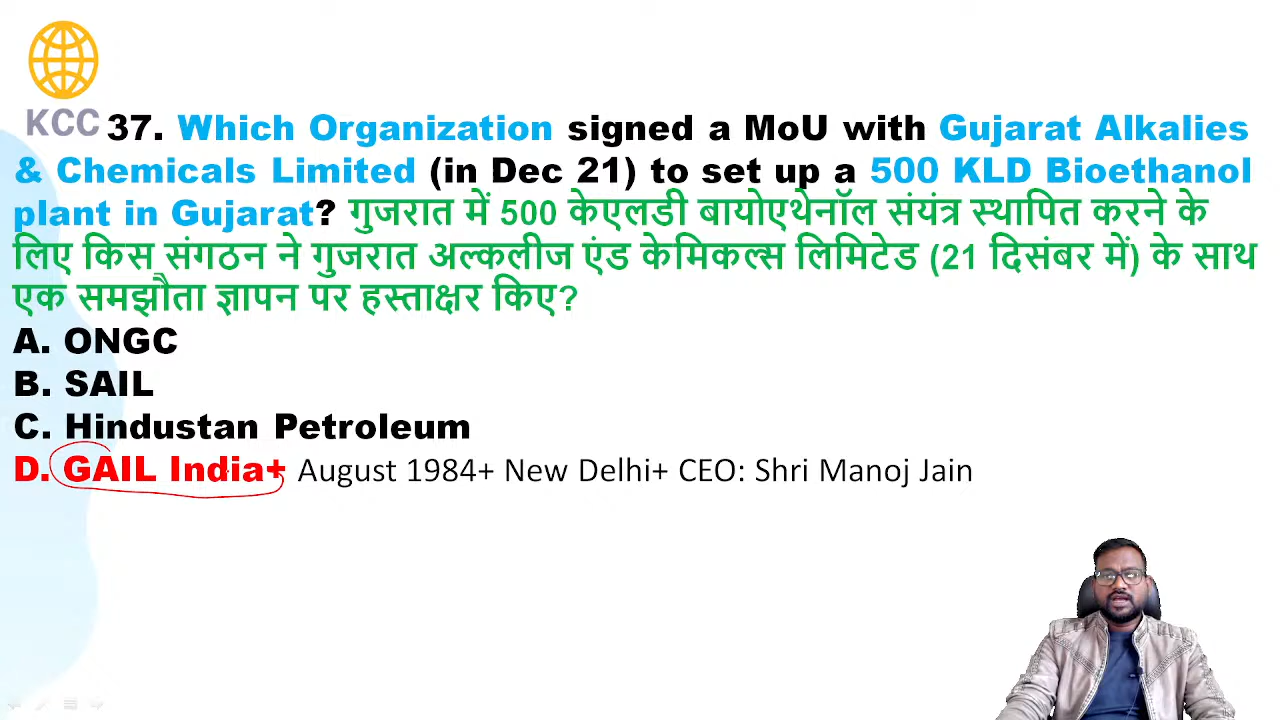 KCC
37. Which Organization signed a MoU with Gujarat Alkalies
& Chemicals Limited (in Dec 21) to set up a 500 KLD Bioethanol
plant in Gujarat? गुजरात में 500 केएलडी बायोएथेनॉल संयंत्र स्थापित करने के
लिए किस संगठन ने गुजरात अल्कलीज एंड केमिकल्स लिमिटेड (21 दिसंबर में) के साथ
एक समझौता ज्ञापन पर हस्ताक्षर किए?
A. ONGC
B. SAIL
C. Hindustan Petroleum
D. GAIL India+ August 1984+ New Delhi+ CEO: Shri Manoj Jain